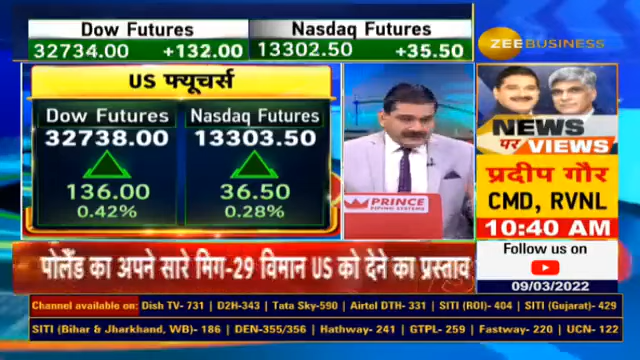 Dow Futures
32734.00 +132.00
Nasdaq Futures
13302.50 +35.50
ZEE BUSINESS
US फ्यूचर्स
Dow Futures
32738.00
136.00
0.42%
Nasdaq Futures
13303.50
36.50
0.28%
PRINCE
PIPING SYSTEMS
NEWS
पर VIEWS
प्रदीप गौर
CMD, RVNL
10:40 AM
Follow us on
09/03/2022
पोलैंड का अपने सारे मिग-29 विमान US को देने का प्रस्ताव
Channel available on: Dish TV- 731 | D2H-343 | Tata Sky-590 | Airtel DTH- 331 | SITI (ROI)- 404 | SITI (Gujarat)- 429
SITI (Bihar & Jharkhand, WB)- 186 | DEN-355/356 | Hathway- 241 | GTPL- 259 | Fastway- 220 | UCN- 122